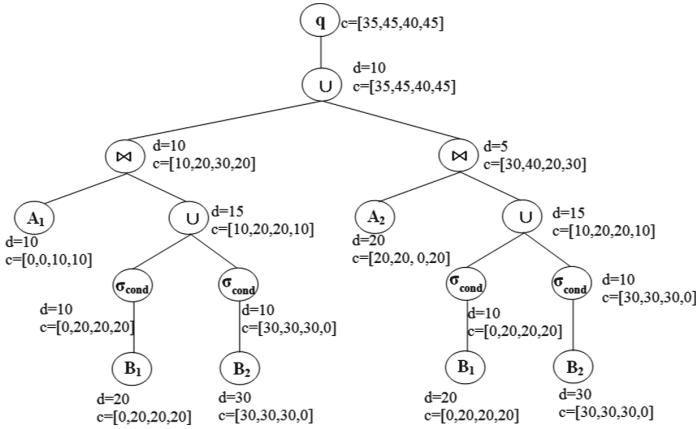 q c=[35,45,40,45]
∪ d=10
c=[35,45,40,45]
⋈ d=10
c=[10,20,30,20]
⋈ d=5
c=[30,40,20,30]
A1
d=10
c=[0,0,10,10]
∪ d=15
c=[10,20,20,10]
A2
d=20
c=[20,20, 0,20]
∪ d=15
c=[10,20,20,10]
σcond
d=10
c=[0,20,20,20]
σcond
d=10
c=[30,30,30,0]
σcond
d=10
c=[0,20,20,20]
σcond d=10
c=[30,30,30,0]
B1
d=20
c=[0,20,20,20]
B2
d=30
c=[30,30,30,0]
B1
d=20
c=[0,20,20,20]
B2
d=30
c=[30,30,30,0]